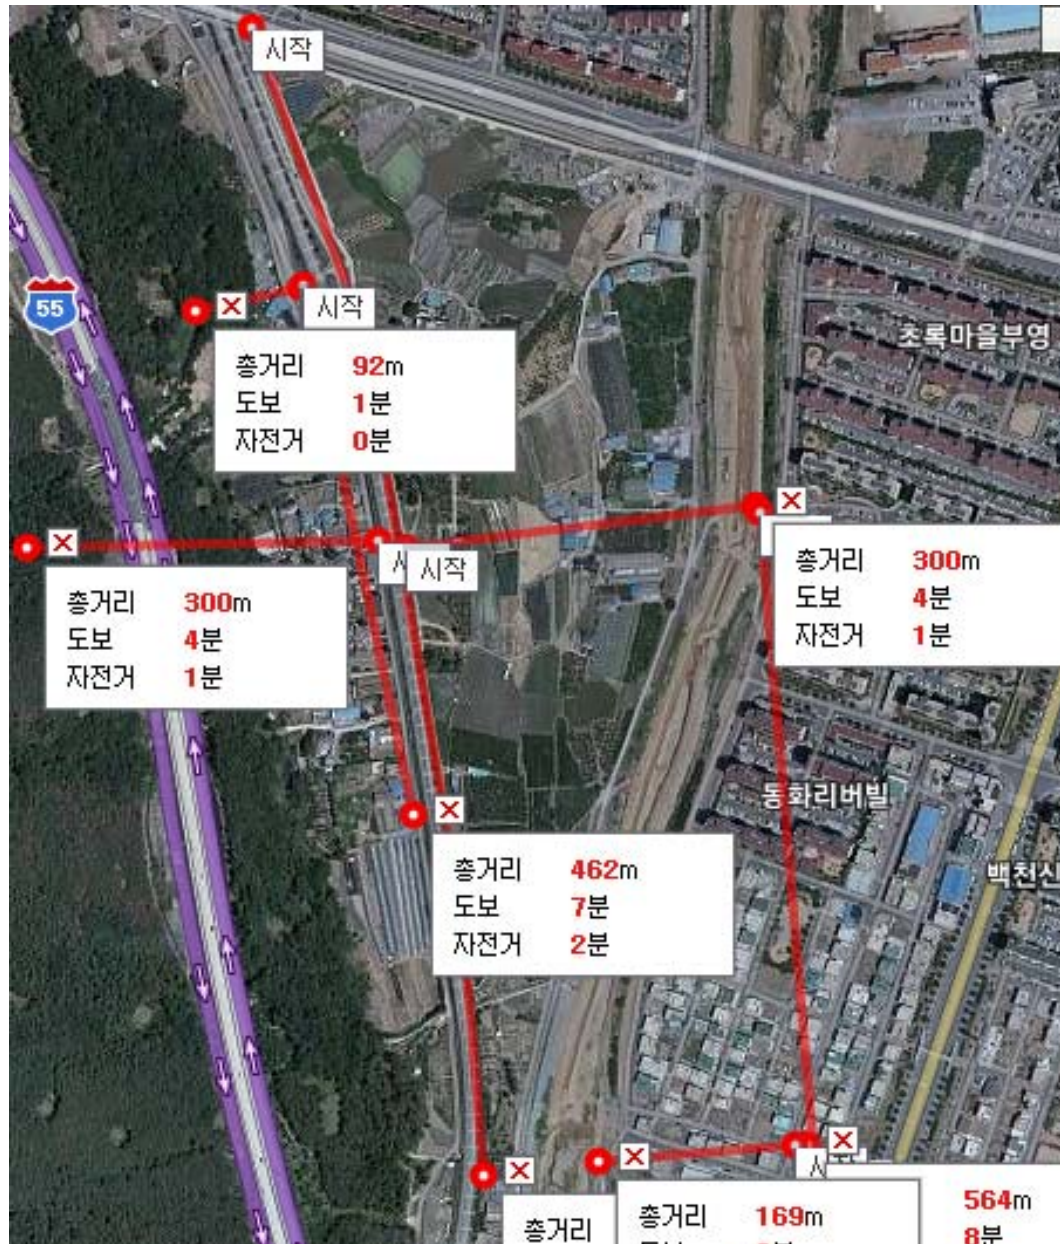 시작
55
시작
초록마을부영
총거리 92m
도보 1분
자전거 0분
시작
총거리 300m
도보 4분
자전거 1분
총거리 300m
도보 4분
자전거 1분
동화리버빌
총거리 462m
도보 7분
자전거 2분
백천신
총거리
총거리 169m
564m
8분